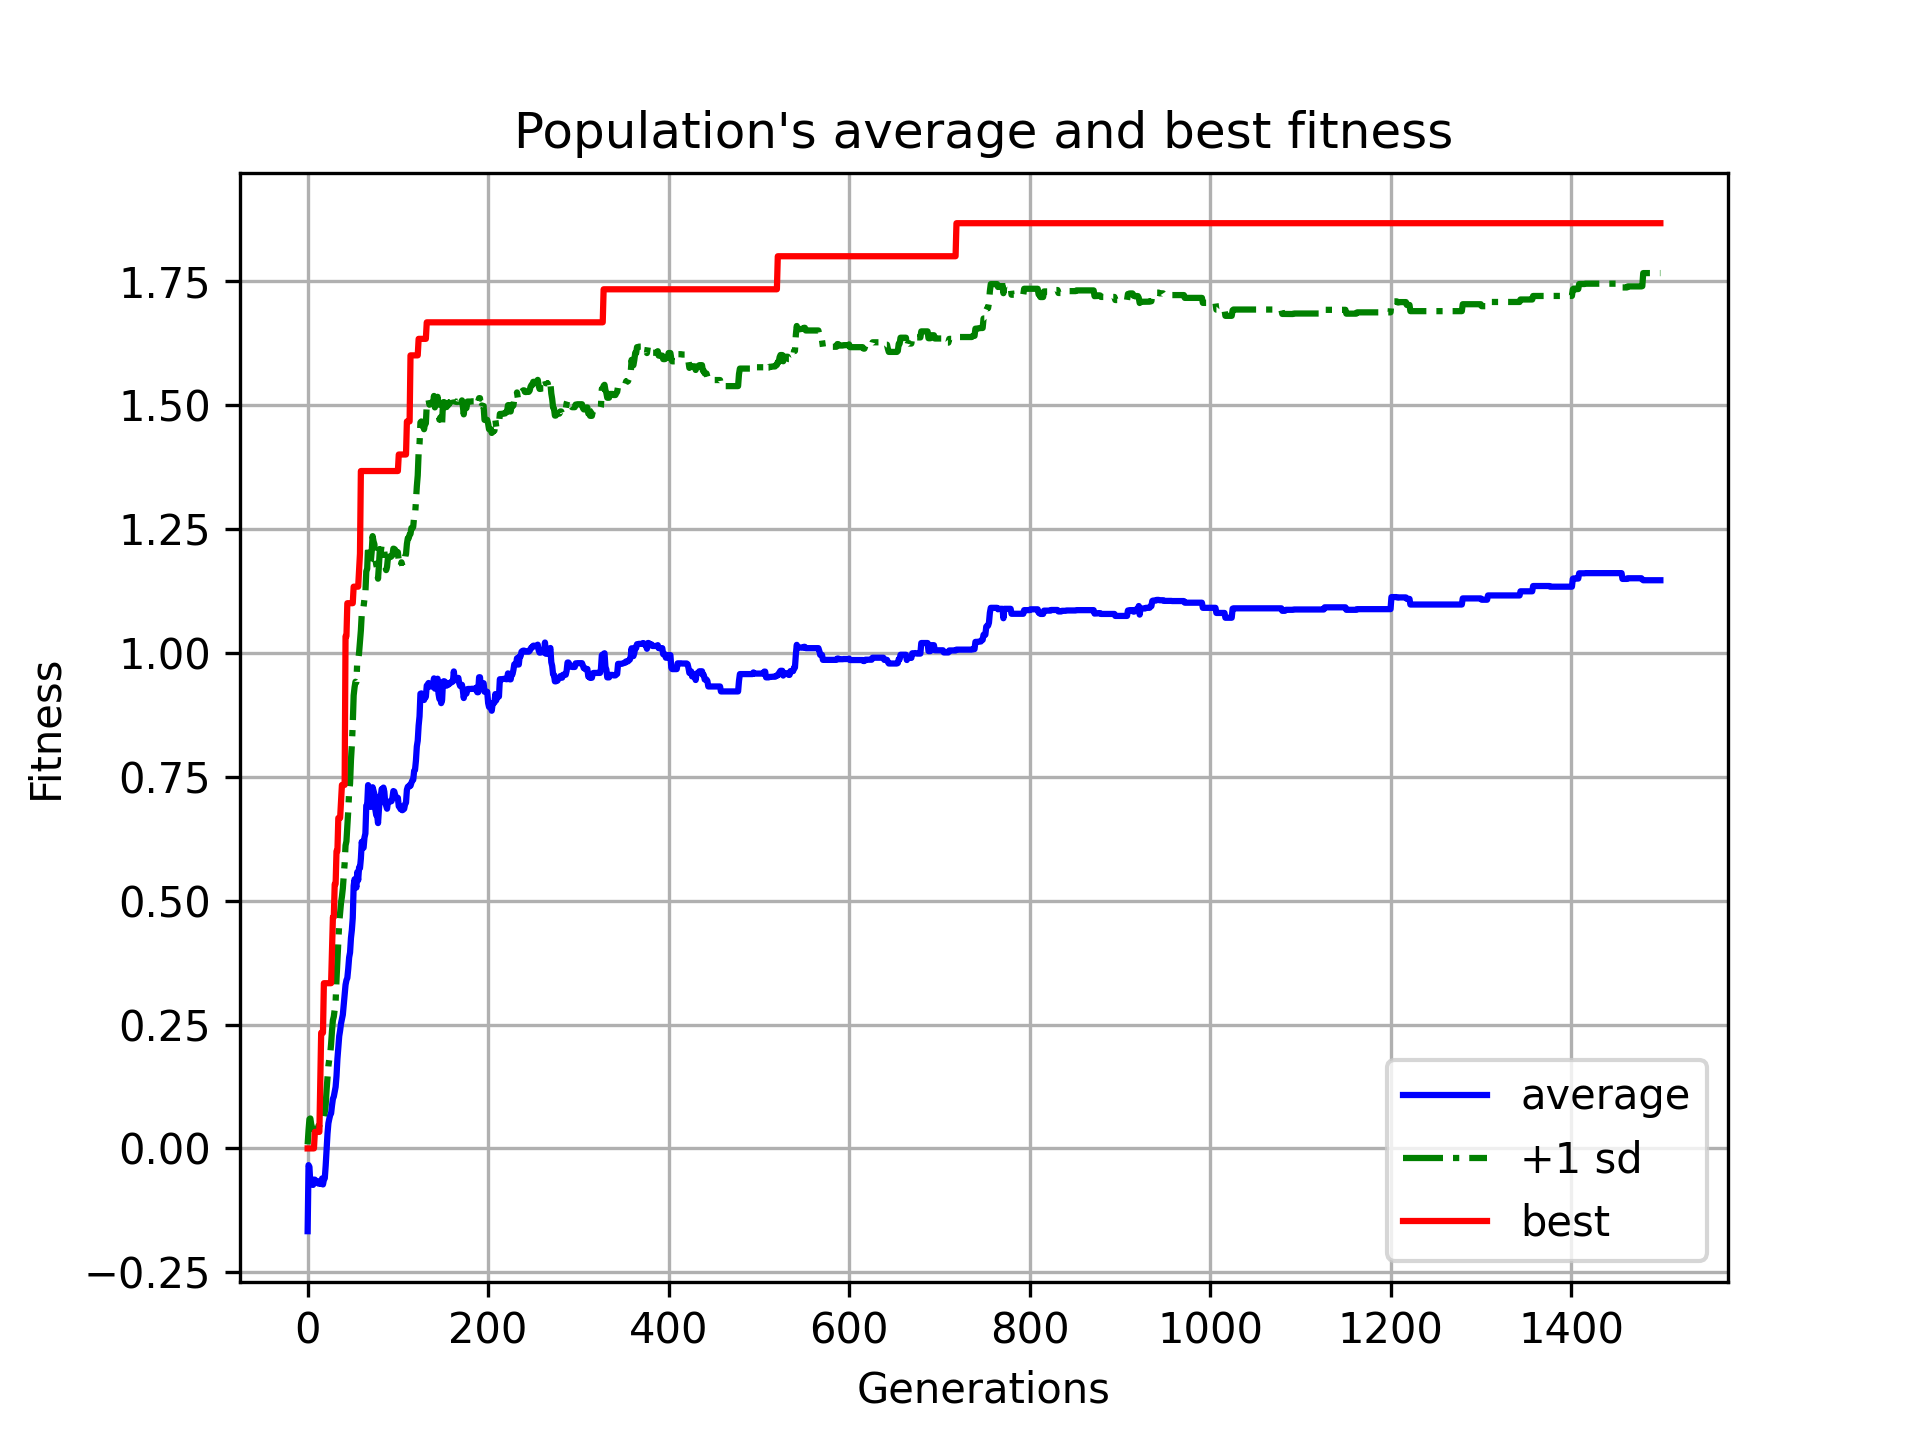 Population's average and best fitness
Fitness
1.75
1.50
1.25
1.00
0.75
0.50
0.25
0.00
−0.25
0 200 400 600 800 1000 1200 1400
Generations
average
+1 sd
best